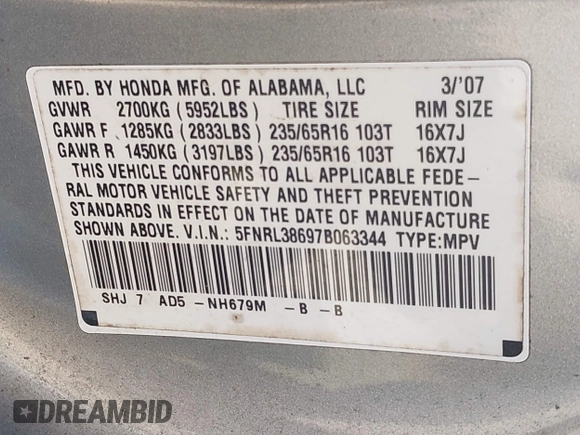 MFD. BY HONDA MFG. OF ALABAMA, LLC 3/'07
GVWR 2700KG (5952LBS) TIRE SIZE RIM SIZE
GAWR F 1285KG (2833LBS) 235/65R16 103T 16X7J
GAWR R 1450KG (3197LBS) 235/65R16 103T 16X7J
THIS VEHICLE CONFORMS TO ALL APPLICABLE FEDE-
RAL MOTOR VEHICLE SAFETY AND THEFT PREVENTION
STANDARDS IN EFFECT ON THE DATE OF MANUFACTURE
SHOWN ABOVE. V.I.N.: 5FNRL38697B063344 TYPE:MPV
SHJ 7 AD5 -NH679M -B -B
DREAMBID